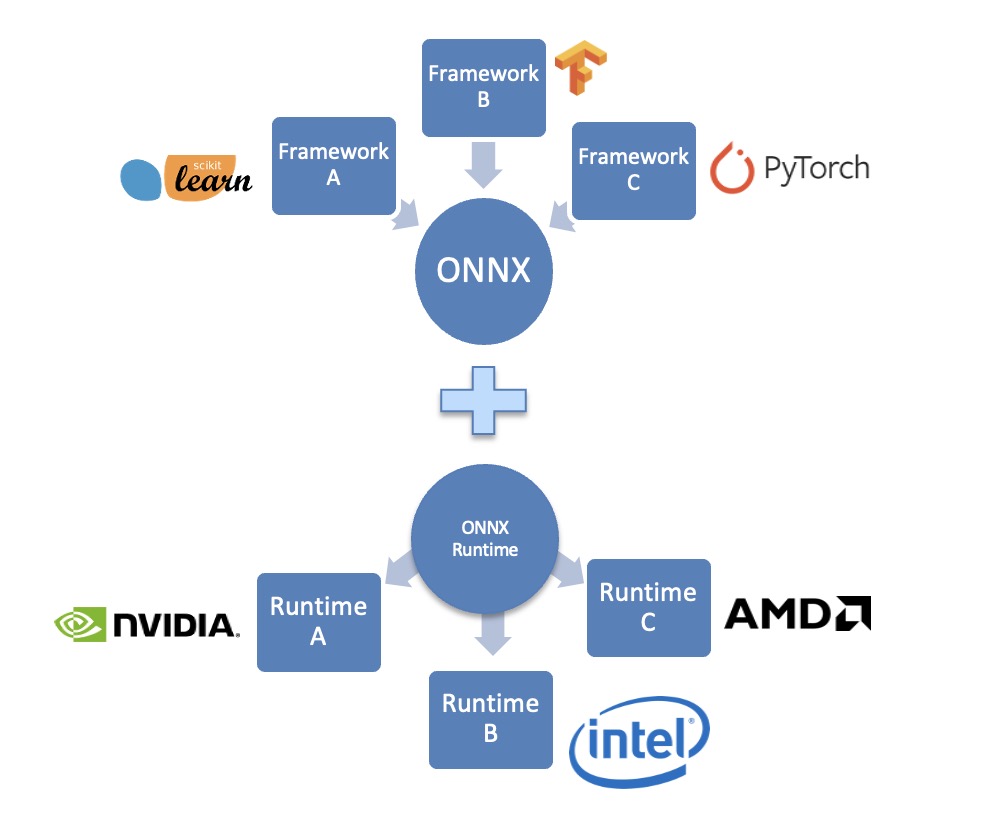 Framework
B
Framework
A
Framework
C
scikit
learn
PyTorch
ONNX
ONNX
Runtime
Runtime
A
Runtime
C
NVIDIA.
AMD
Runtime
B
intel®